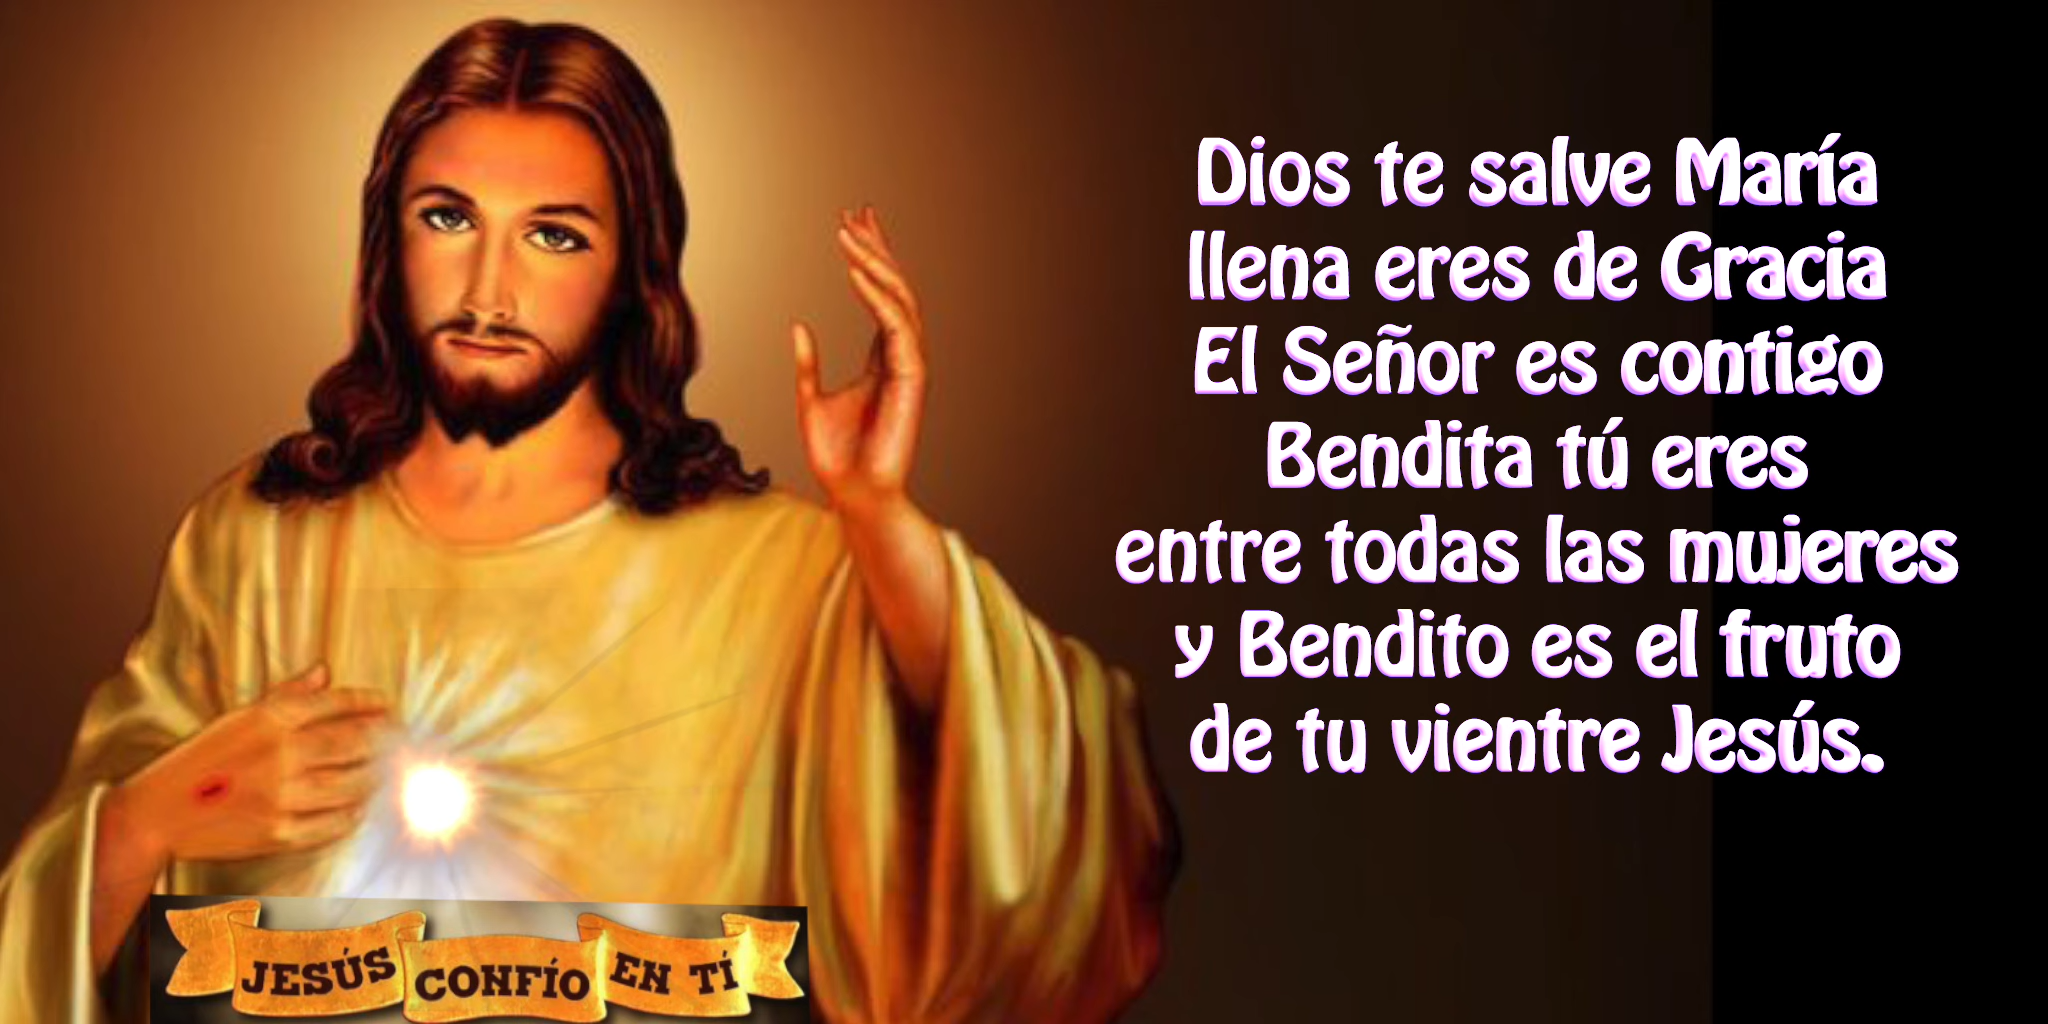 Dios te salve María
llena eres de Gracia
El Señor es contigo
Bendita tú eres
entre todas las mujeres
y Bendito es el fruto
de tu vientre Jesús.
JESÚS CONFÍO EN TÍ